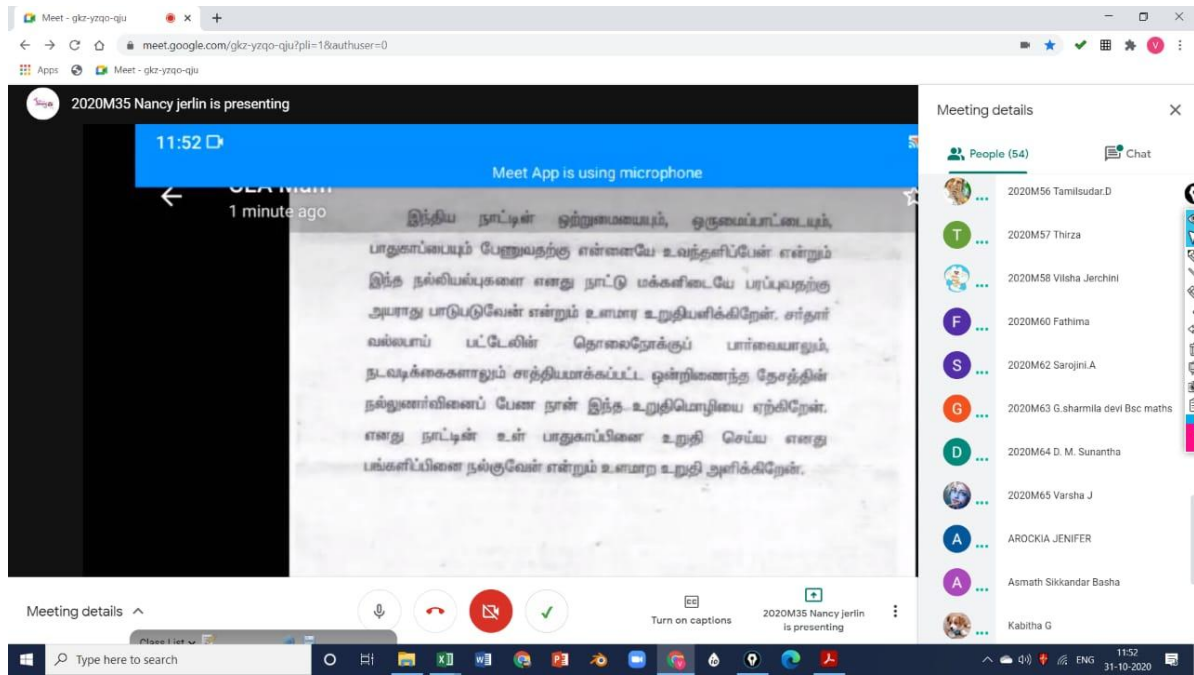 Meet - gkz-yzqo-qju
meet.google.com/gkz-yzqo-qju?pli=1&authuser=0
Apps
Meet - gkz-yzqo-qju
2020M35 Nancy jerlin is presenting
11:52
Meet App is using microphone
1 minute ago
இந்திய நாட்டின் ஒற்றுமையையும், ஒருமைப்பாட்டையும்,
பாதுகாப்பையும் பேணுவதற்கு என்னையே உவந்தளிப்பேன் என்றும்
இந்த நல்லியல்புகளை எனது நாட்டு மக்களிடையே பரப்புவதற்கு
அயராது பாடுபடுவேன் என்றும் உளமார உறுதியளிக்கிறேன். சர்தார்
வல்லபாய் பட்டேலின் தொலைநோக்குப் பார்வையாலும்,
நடவடிக்கைகளாலும் சாத்தியமாக்கப்பட்ட ஒன்றிணைந்த தேசத்தின்
நல்லுணர்வினைப் பேண நான் இந்த உறுதிமொழியை ஏற்கிறேன்.
எனது நாட்டின் உள் பாதுகாப்பினை உறுதி செய்ய எனது
பங்களிப்பினை நல்குவேன் என்றும் உளமாற உறுதி அளிக்கிறேன்.
Meeting details
People (54)
Chat
2020M56 Tamilsudar.D
T
2020M57 Thirza
2020M58 Vilsha Jerchini
F
2020M60 Fathima
S
2020M62 Sarojini.A
G
2020M63 G.sharmila devi Bsc maths
D
2020M64 D. M. Sunantha
2020M65 Varsha J
A
AROCKIA JENIFER
A
Asmath Sikkandar Basha
Kabitha G
Meeting details
Turn on captions
2020M35 Nancy jerlin
is presenting
Class List
Type here to search
ENG
11:52
31-10-2020